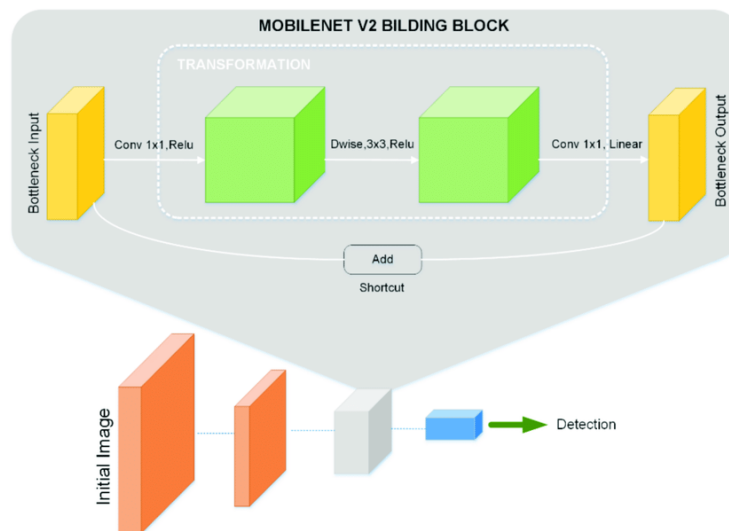 MOBILENET V2 BILDING BLOCK
TRANSFORMATION
Bottleneck Input
Conv 1x1,Relu
Dwise,3x3,Relu
Conv 1x1, Linear
Bottleneck Output
Add
Shortcut
Initial Image
Detection